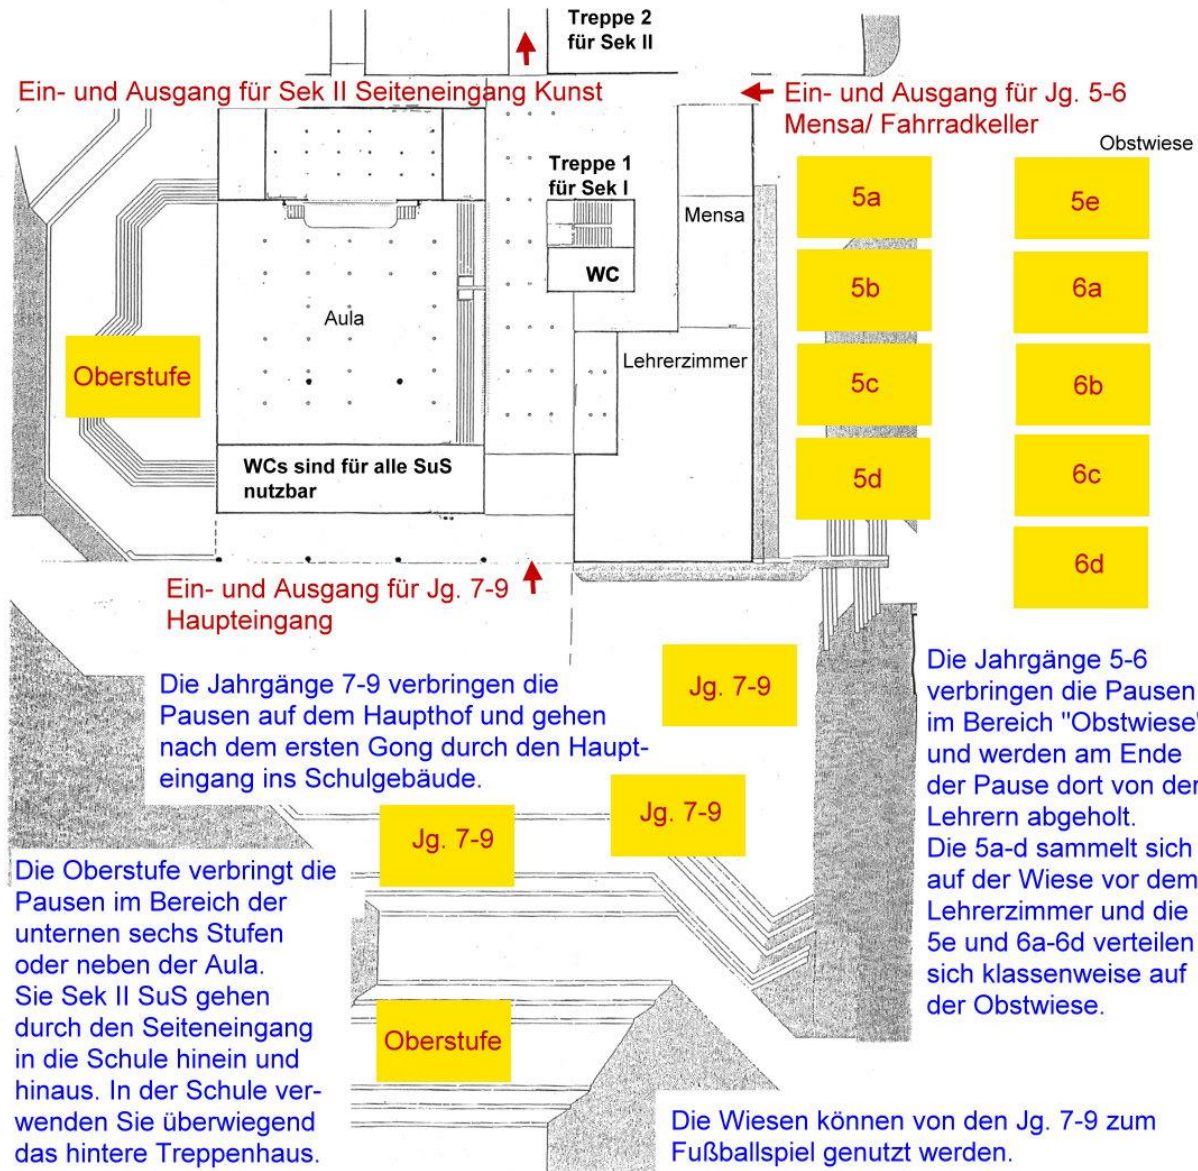 Treppe 2
für Sek II
Ein- und Ausgang für Sek II Seiteneingang Kunst
Ein- und Ausgang für Jg. 5-6
Mensa/ Fahrradkeller
Obstwiese
Treppe 1
für Sek I
WC
Mensa
Aula
Lehrerzimmer
5a
5e
5b
6a
5c
6b
5d
6c
6d
Oberstufe
WCs sind für alle SuS
nutzbar
Ein- und Ausgang für Jg. 7-9
Haupteingang
Die Jahrgänge 7-9 verbringen die
Pausen auf dem Haupthof und gehen
nach dem ersten Gong durch den Haupt-
eingang ins Schulgebäude.
Jg. 7-9
Jg. 7-9
Jg. 7-9
Die Jahrgänge 5-6
verbringen die Pausen
im Bereich "Obstwiese"
und werden am Ende
der Pause dort von den
Lehrern abgeholt.
Die 5a-d sammelt sich
auf der Wiese vor dem
Lehrerzimmer und die
5e und 6a-6d verteilen
sich klassenweise auf
der Obstwiese.
Die Oberstufe verbringt die
Pausen im Bereich der
unternen sechs Stufen
oder neben der Aula.
Sie Sek II SuS gehen
durch den Seiteneingang
in die Schule hinein und
hinaus. In der Schule ver-
wenden Sie überwiegend
das hintere Treppenhaus.
Oberstufe
Die Wiesen können von den Jg. 7-9 zum
Fußballspiel genutzt werden.